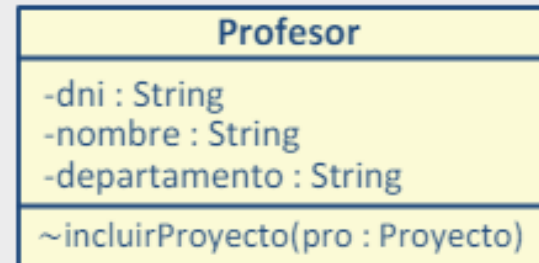 Profesor
-dni : String
-nombre : String
-departamento : String
~incluirProyecto(pro : Proyecto)